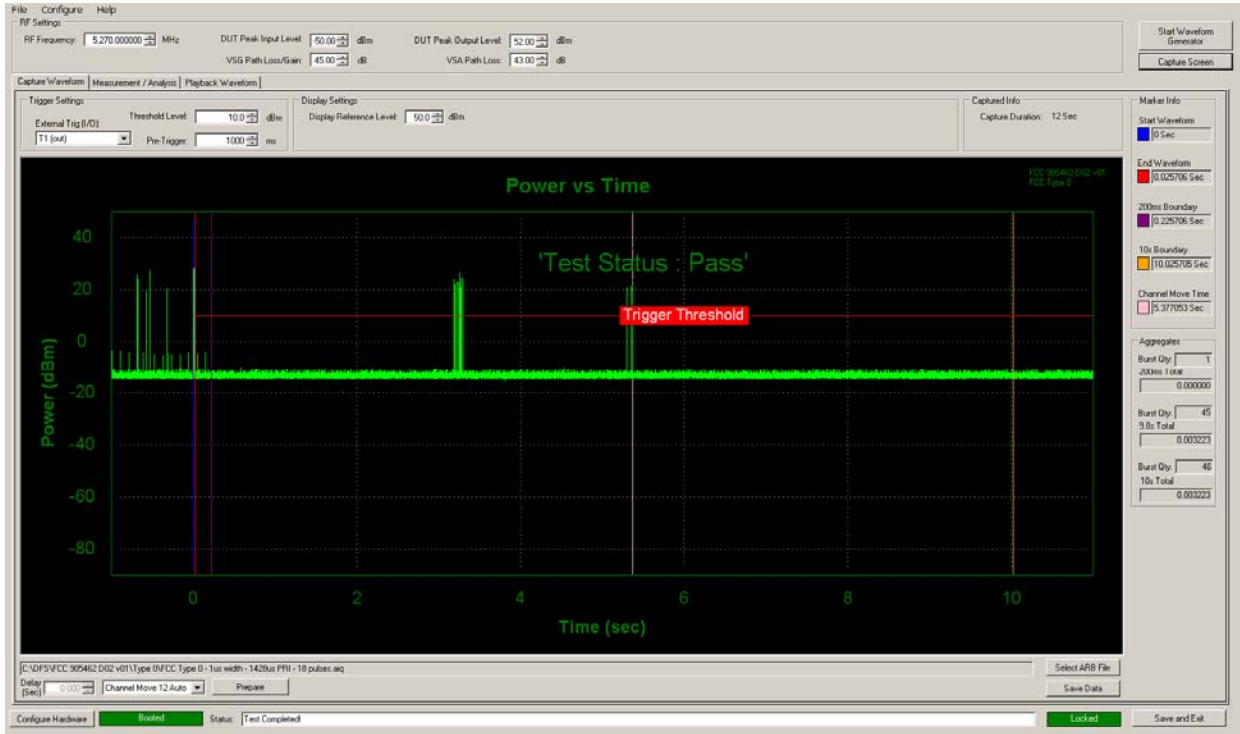 File Configure Help
RF Settings
RF Frequency: 5,270.000000 MHz
DUT Peak Input Level: -50.00 dBm
DUT Peak Output Level: 52.00 dBm
VSG Path Loss/Gain: 45.00 dB
VSA Path Loss: 43.00 dB
Start Waveform Generator
Capture Screen
Capture Waveform Measurement / Analysis Playback Waveform
Trigger Settings
External Trig (I/O):
T1 (out)
Threshold Level: 10.0 dBm
Pre-Trigger: 1000 ms
Display Settings
Display Reference Level: 50.0 dBm
Captured Info
Capture Duration: 12 Sec
Marker Info
Start Waveform
0 Sec
End Waveform
0.025706 Sec
200ms Boundary
0.225706 Sec
10s Boundary
10.025705 Sec
Channel Move Time
5.377053 Sec
Aggregates
Burst Qty: 1
200ms Total
0.000000
Burst Qty: 45
9.8s Total
0.003223
Burst Qty: 46
10s Total
0.003223
Power vs Time
FCC 905462 D02 v01
FCC Type 0
'Test Status : Pass'
Trigger Threshold
Power (dBm)
40
20
0
-20
-40
-60
-80
0 2 4 6 8 10
Time (sec)
C:\DFS\FCC 905462 D02 v01\Type 0\FCC Type 0 - 1us width - 1428us PRI - 18 pulses.aiq
Select ARB File
Delay (Sec) 0.000
Channel Move 12 Auto
Prepare
Save Data
Configure Hardware
Booted
Status: Test Completed!
Locked
Save and Exit